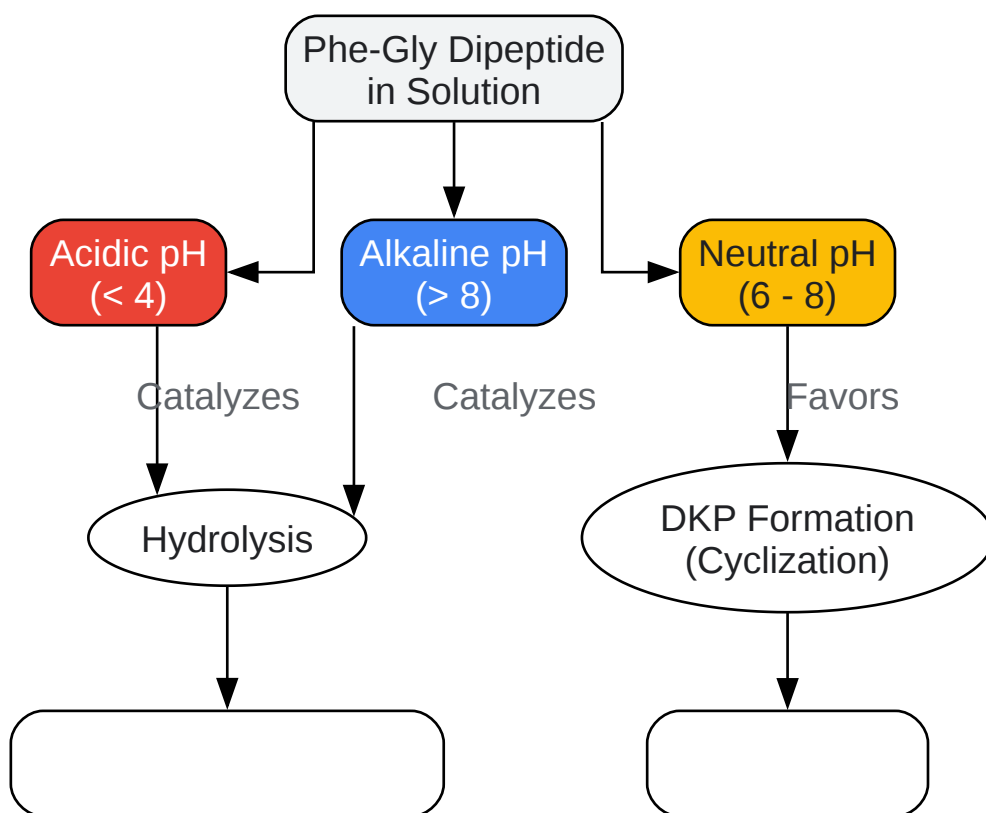 Phe-Gly Dipeptide
in Solution
Acidic pH
(< 4)
Alkaline pH
(> 8)
Neutral pH
(6 - 8)
Catalyzes
Catalyzes
Favors
Hydrolysis
DKP Formation
(Cyclization)